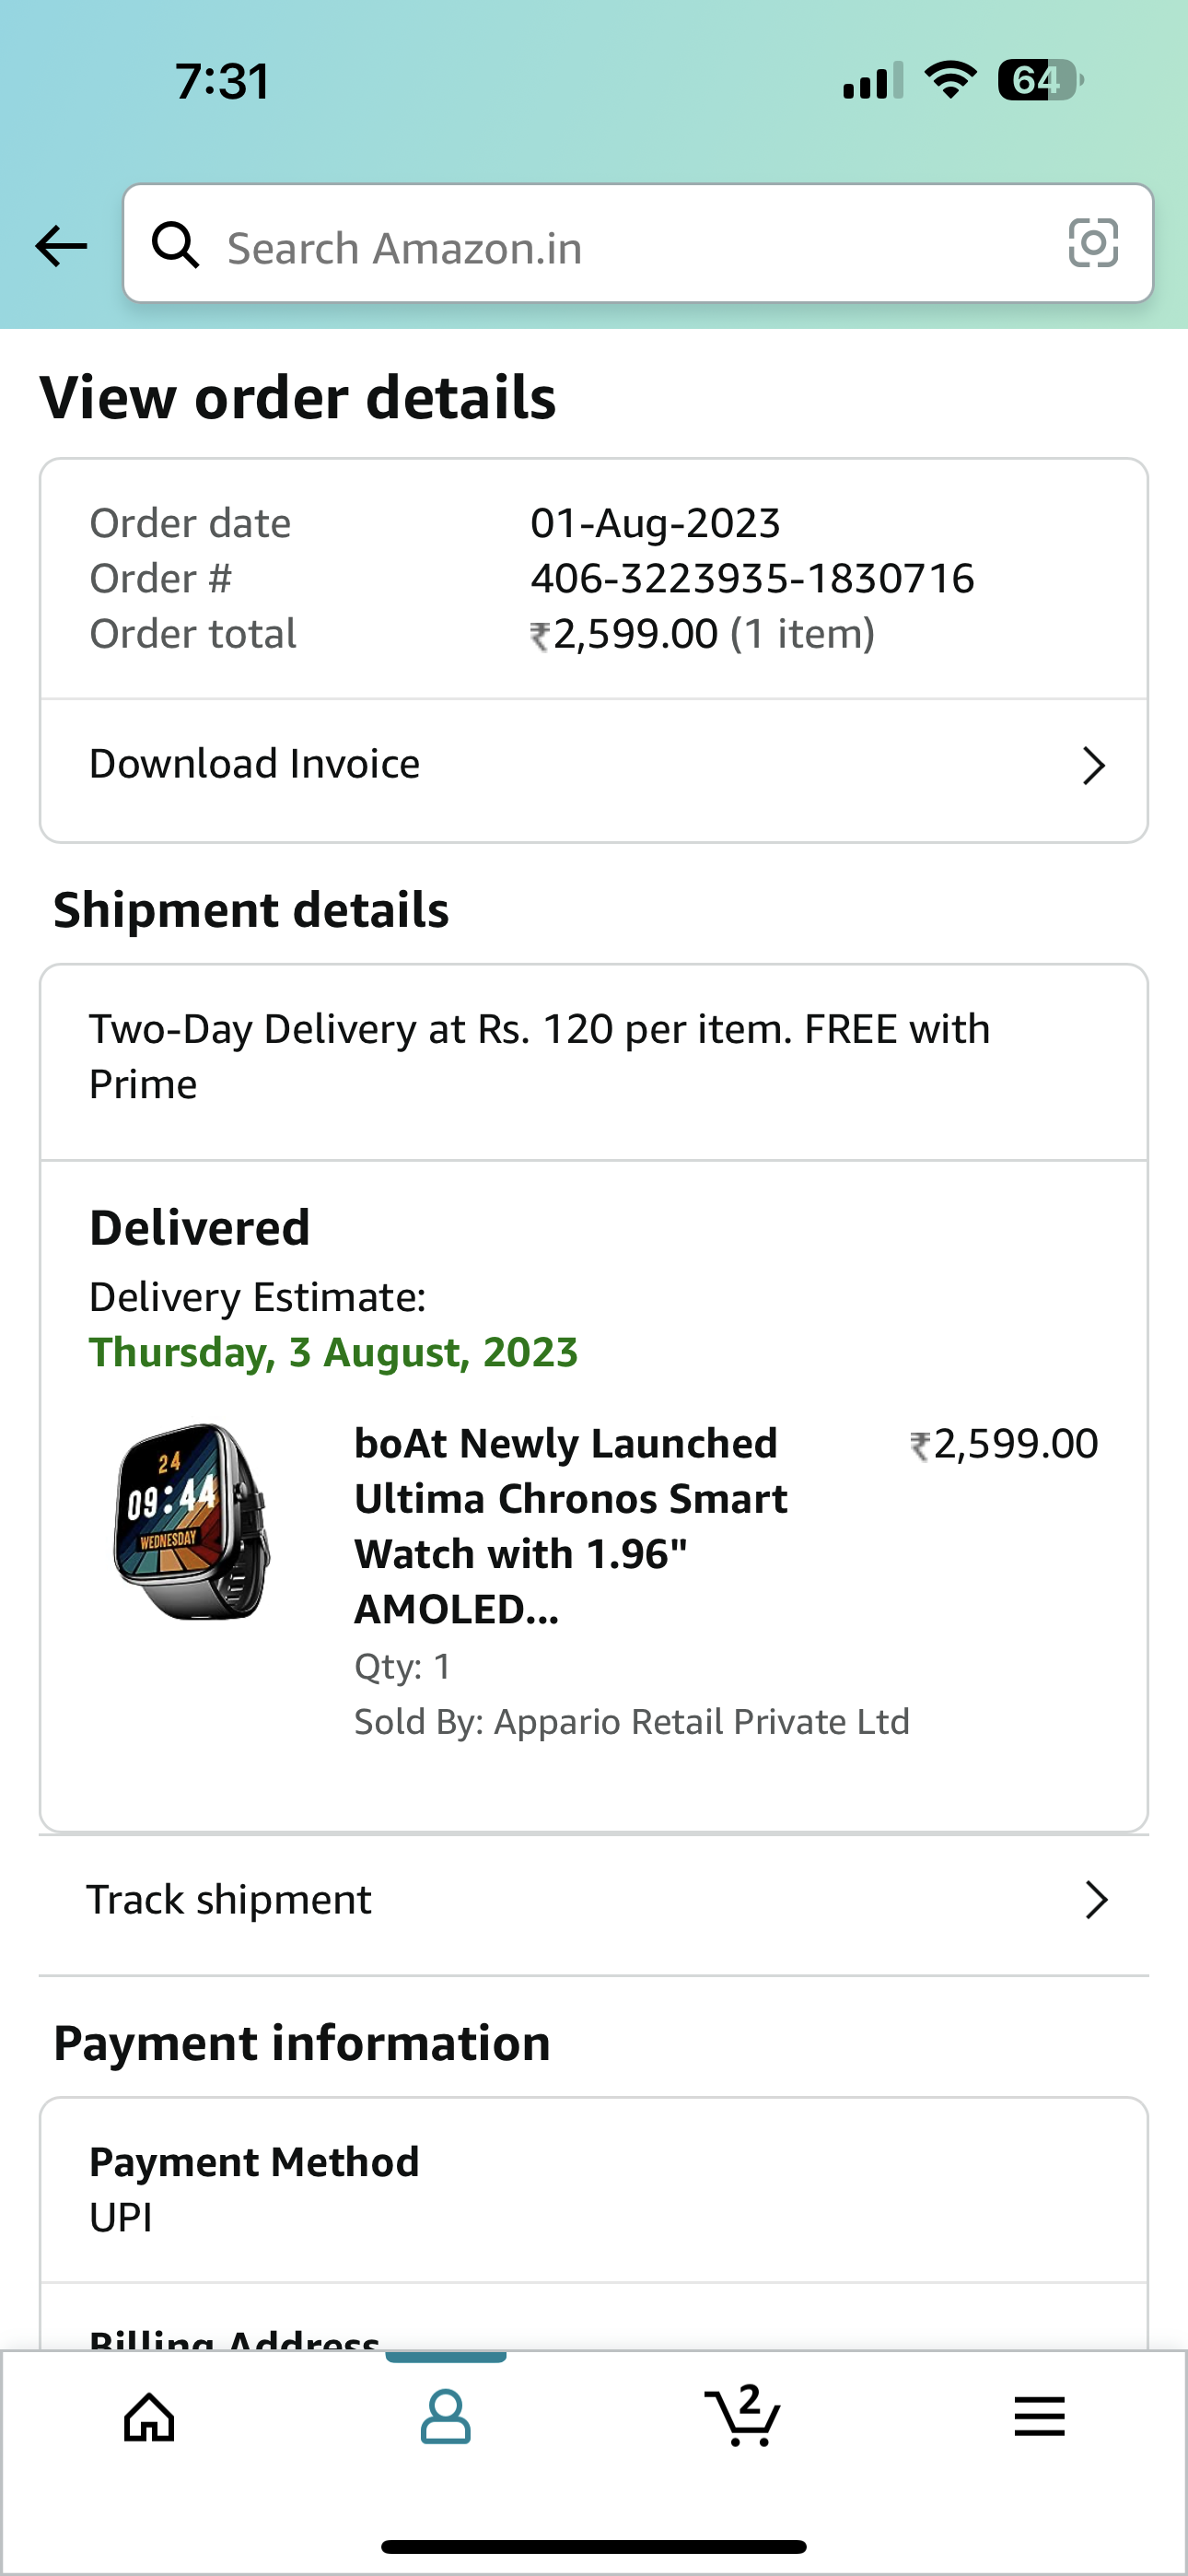 7:31
64
Search Amazon.in
View order details
Order date 01-Aug-2023
Order # 406-3223935-1830716
Order total ₹2,599.00 (1 item)
Download Invoice
Shipment details
Two-Day Delivery at Rs. 120 per item. FREE with
Prime
Delivered
Delivery Estimate:
Thursday, 3 August, 2023
24
09:44
WEDNESDAY
boAt Newly Launched ₹2,599.00
Ultima Chronos Smart
Watch with 1.96"
AMOLED...
Qty: 1
Sold By: Appario Retail Private Ltd
Track shipment
Payment information
Payment Method
UPI
Billing Address
2